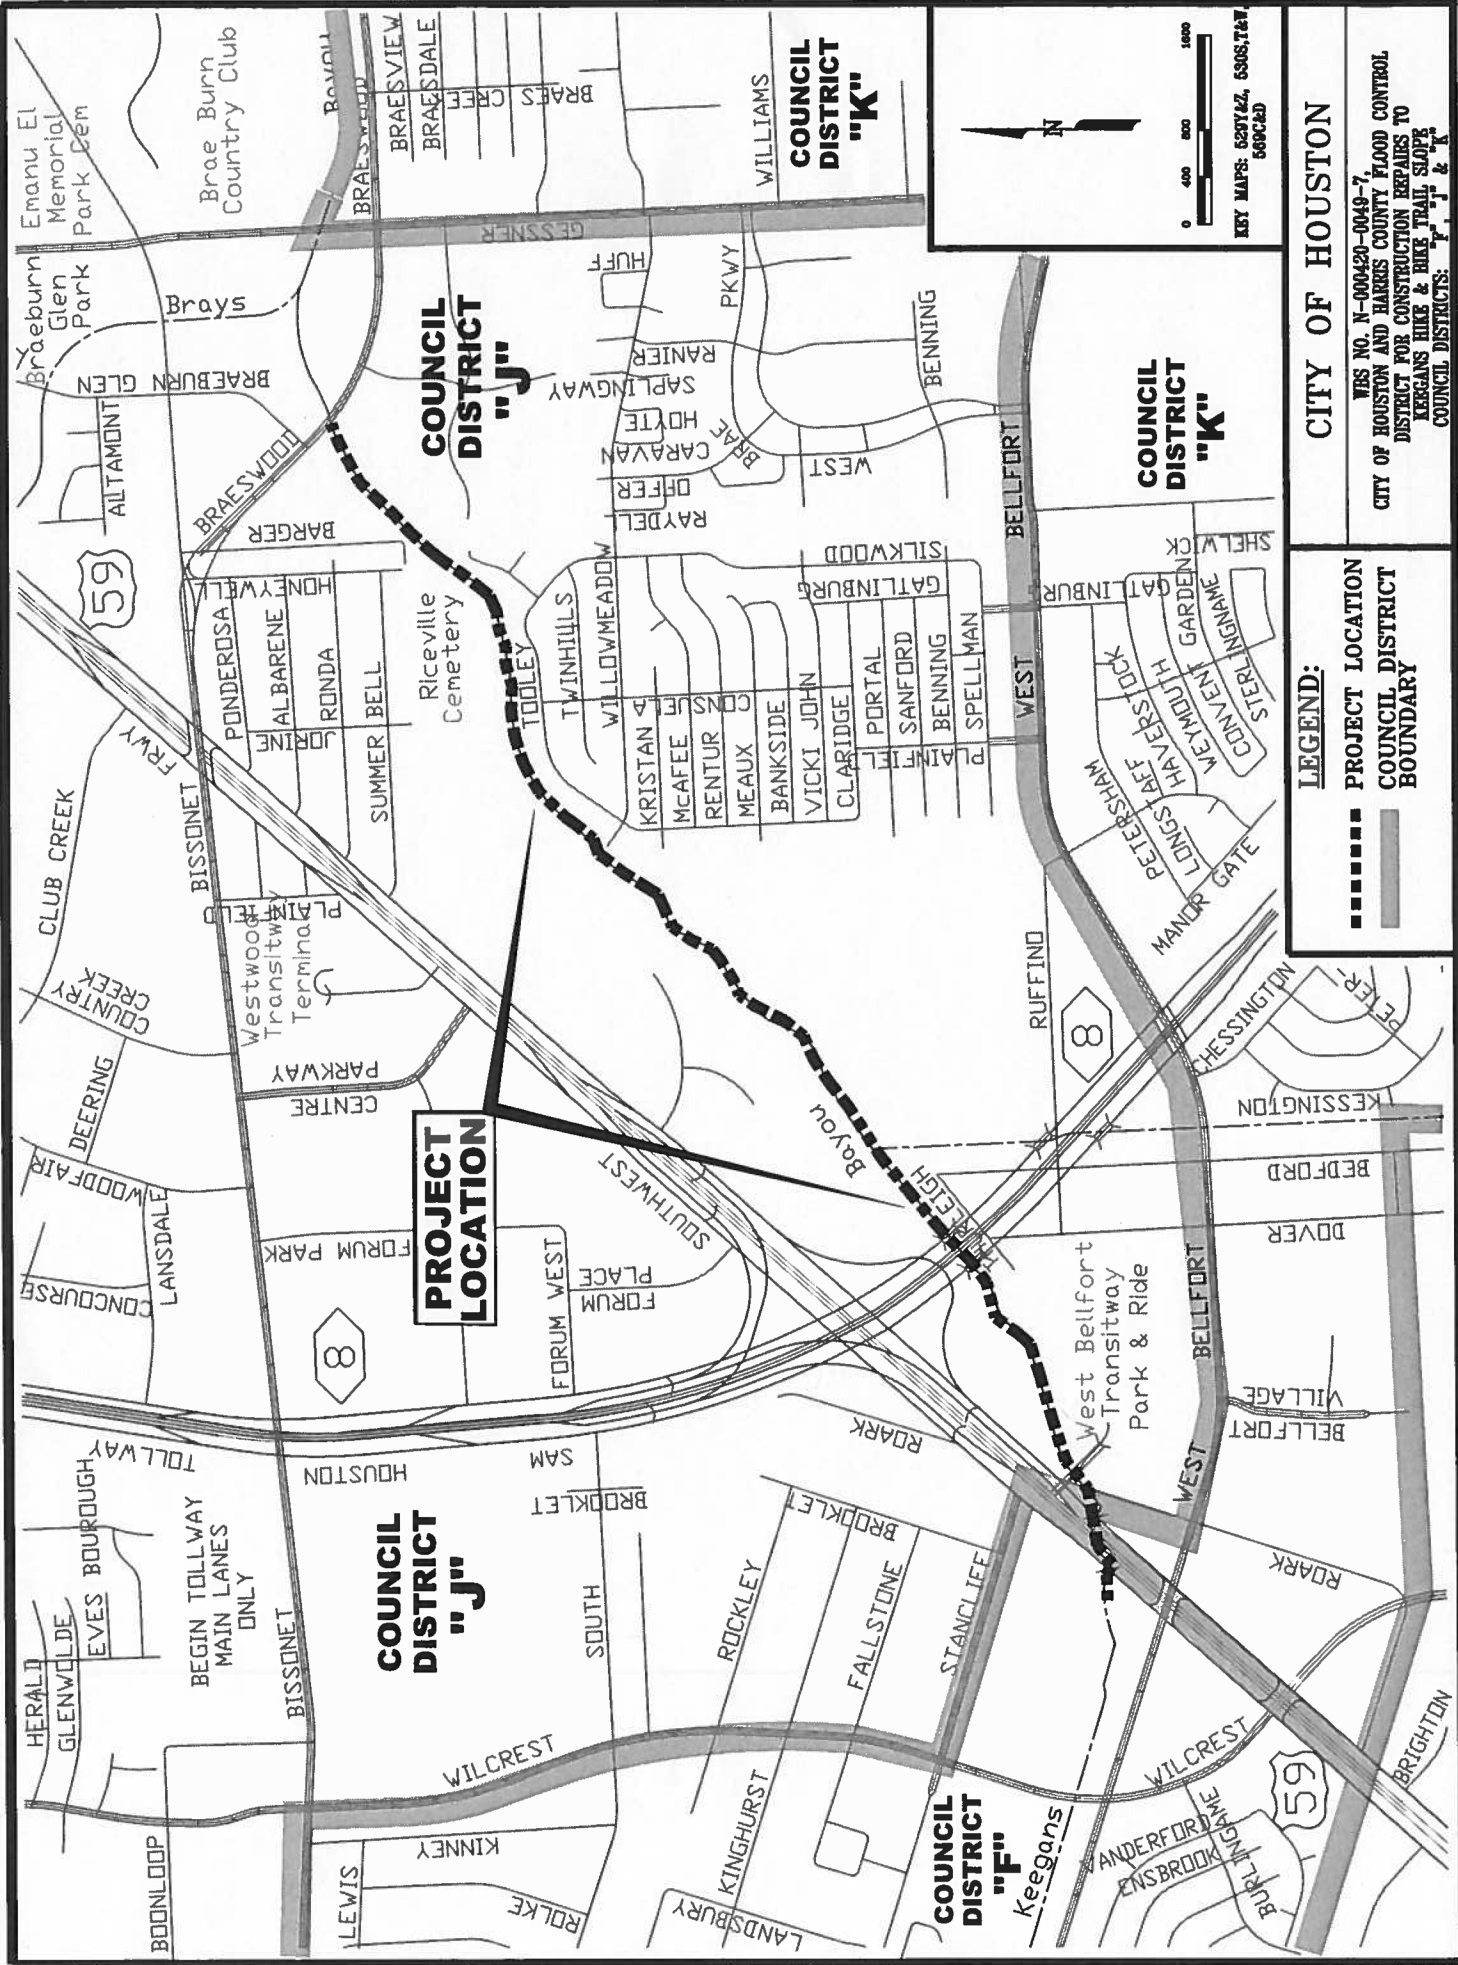 Emanu El
Memorial
Park Cem
Brae Burn
Country Club
BRAESVIEW
BRAESDALE
BRAES CREE
WILLIAMS
COUNCIL
DISTRICT
"K"
Braeburn
Glen
Park
Brays
GESSNER
HUFF
PKWY
BENNING
COUNCIL
DISTRICT
"J"
BRAEBURN GLEN
ALTAMONT
BRAESWOOD
BARGER
RANIER
SAPLINGWAY
HOYTE
CARAVAN
OFFER
RAYDELL
BRAE
WEST
BELLFORT
COUNCIL
DISTRICT
"K"
59
HONEYWELL
PONDEROSA
ALBARENE
RONDA
JORINE
SUMMER BELL
Riceville
Cemetery
TOOLEY
TWINHILLS
WILLOWMEADOW
SILKWOOD
GATLINBURG
KRISTAN
McAFEE
RENTUR
MEAUX
BANKSIDE
VICKI JOHN
CLARIDGE
CONSUELA
PORTAL
SANFORD
BENNING
SPELLMAN
PLAINFIELD
WEST
SHELWICK
HAVERSTOCK
WEYMOUTH
CONVENT GARDEN
STERLINGNAME
PETERSHAM
LONGSTAFF
MANOR GATE
FRWY
CLUB CREEK
BISSONET
PLAINFIELD
Westwood
Transitway
Terminal
COUNTRY
CREEK
DEERING
WOODFAIR
CENTRE
PARKWAY
PROJECT
LOCATION
SOUTHWEST
Bayou
RUFFINO
8
CHESSINGTON
PETER
KESSINGTON
BEDFORD
DOVER
LANSDALE
CONCOURSE
FORUM PARK
FORUM WEST
FORUM
PLACE
8
West Bellfort
Transitway
Park & Ride
BELLFORT
BELLFORT
VILLAGE
WEST
ROARK
TOLLWAY
HOUSTON
SAM
BROOKLET
BROOKLET
SOUTH
ROCKLEY
FALLSTONE
STANCLIFF
ROARK
EVES BOUROUGH
HERALD
GLENWOLDE
BEGIN TOLLWAY
MAIN LANES
ONLY
COUNCIL
DISTRICT
"J"
BISSONET
WILCREST
WILCREST
BOONLOOP
LEWIS
KINNEY
ROLKE
LANDSBURY
KINGHURST
COUNCIL
DISTRICT
"F"
Keegans
ENSBROOK
BURLINGAME
59
BRIGHTON
N
0 400 800 1600
KEY MAPS: 529Y&Z, 530S,T&W,
569C&D
LEGEND:
PROJECT LOCATION
COUNCIL DISTRICT
BOUNDARY
CITY OF HOUSTON
WBS NO. N-000420-0049-7,
CITY OF HOUSTON AND HARRIS COUNTY FLOOD CONTROL
DISTRICT FOR CONSTRUCTION REPAIRS TO
KEEGANS HIKE & BIKE TRAIL SLOPE
COUNCIL DISTRICTS: "F", "J" & "K"